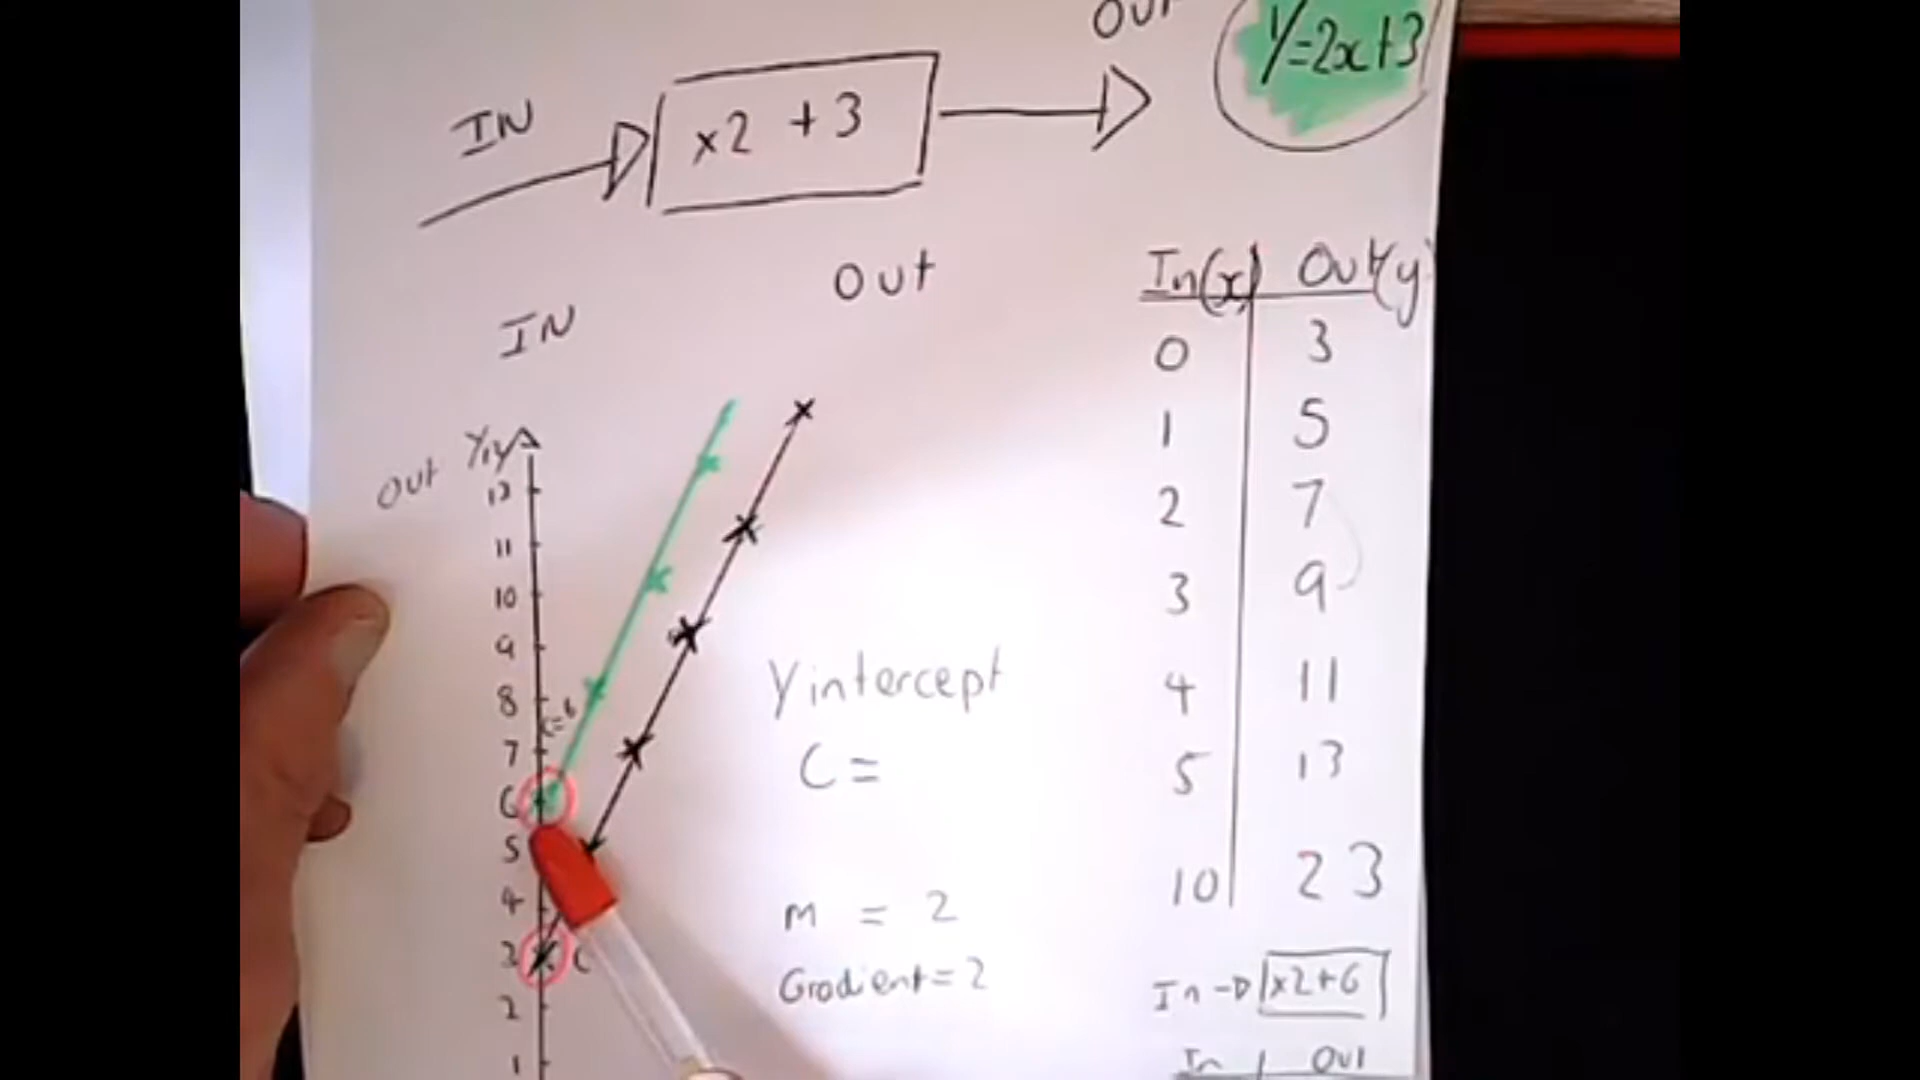 OUT
y=2x+3
IN
x2 +3
OUT
IN
In(x) Out(y)
0 3
1 5
2 7
3 9
4 11
5 13
10 23
Out
12
11
10
9
8
C=6
7
6
5
4
3 C
2
1
Y intercept
C =
m = 2
Gradient = 2
In → x2+6
In Out